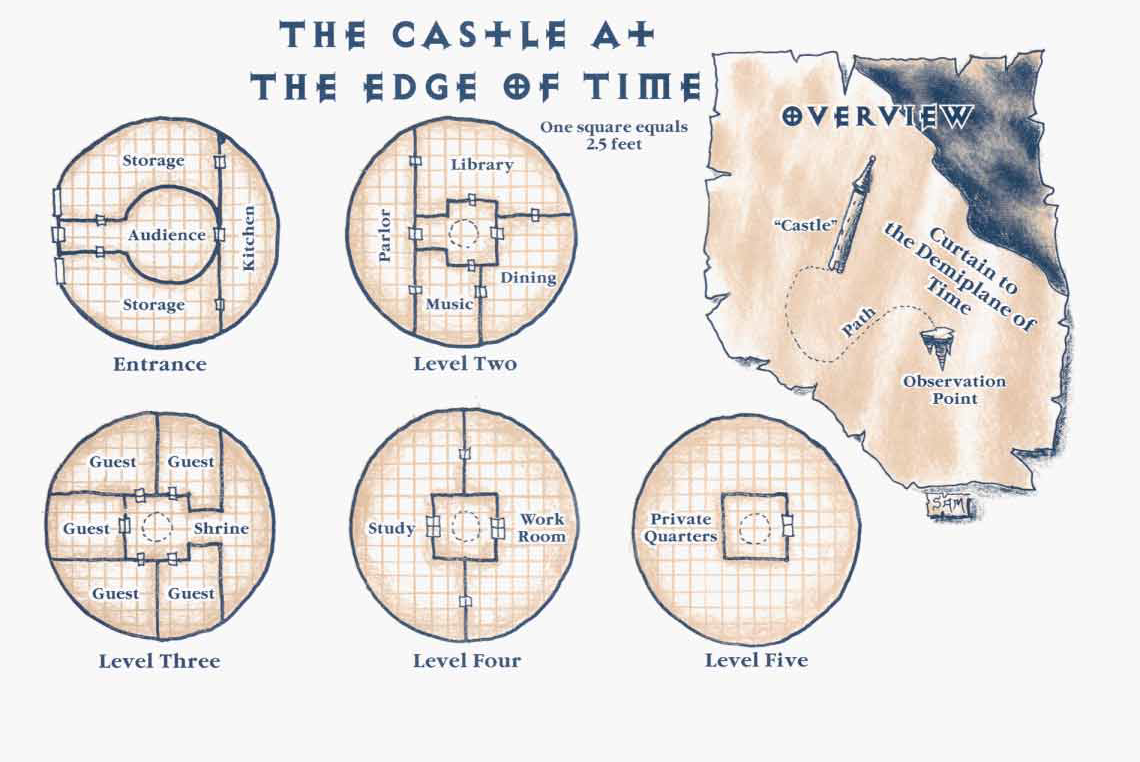 THE CASTLE AT
THE EDGE OF TIME
One square equals
2.5 feet
OVERVIEW
"Castle"
Curtain to
the Demiplane of
Time
Path
Observation
Point
SAM
Storage
Audience
Kitchen
Storage
Entrance
Library
Parlor
Dining
Music
Level Two
Guest
Guest
Guest
Shrine
Guest
Guest
Level Three
Study
Work
Room
Level Four
Private
Quarters
Level Five